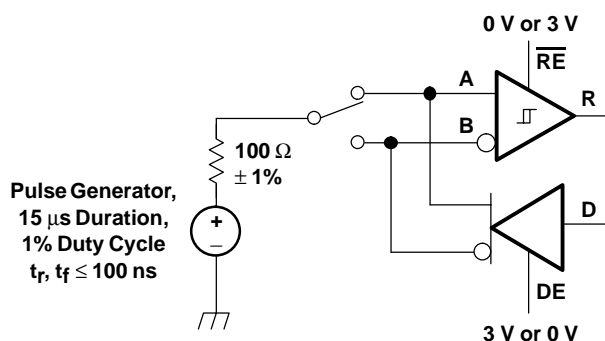 0 V or 3 V
RE
A
R
B
100 Ω
± 1%
Pulse Generator,
15 μs Duration,
1% Duty Cycle
tr, tf ≤ 100 ns
+
–
D
DE
3 V or 0 V